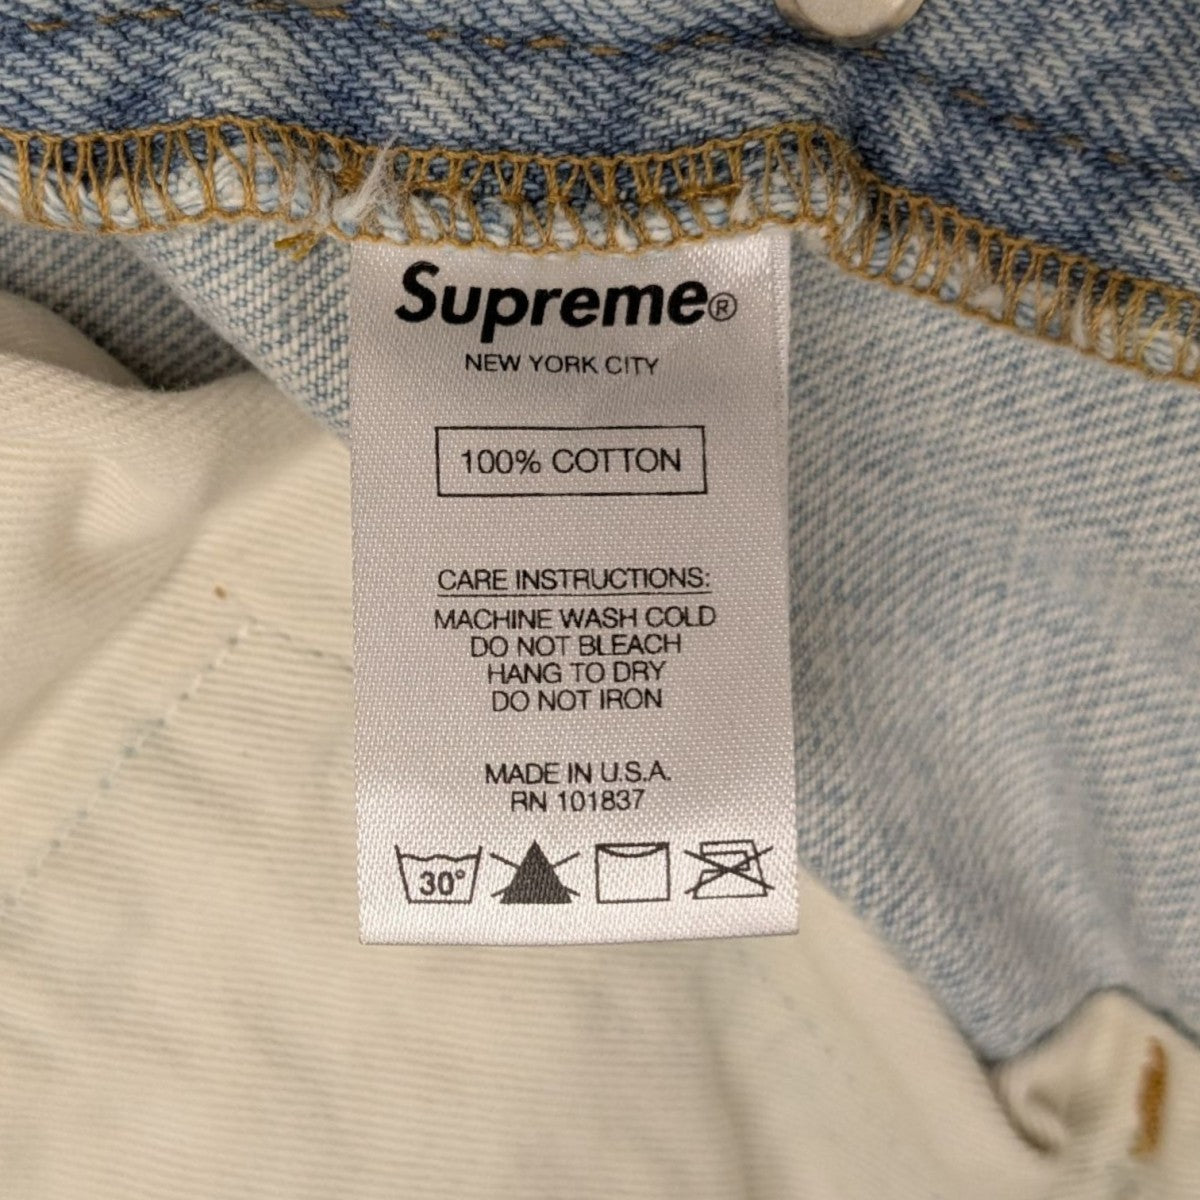 Supreme®
NEW YORK CITY
100% COTTON
CARE INSTRUCTIONS:
MACHINE WASH COLD
DO NOT BLEACH
HANG TO DRY
DO NOT IRON
MADE IN U.S.A.
RN 101837
30°